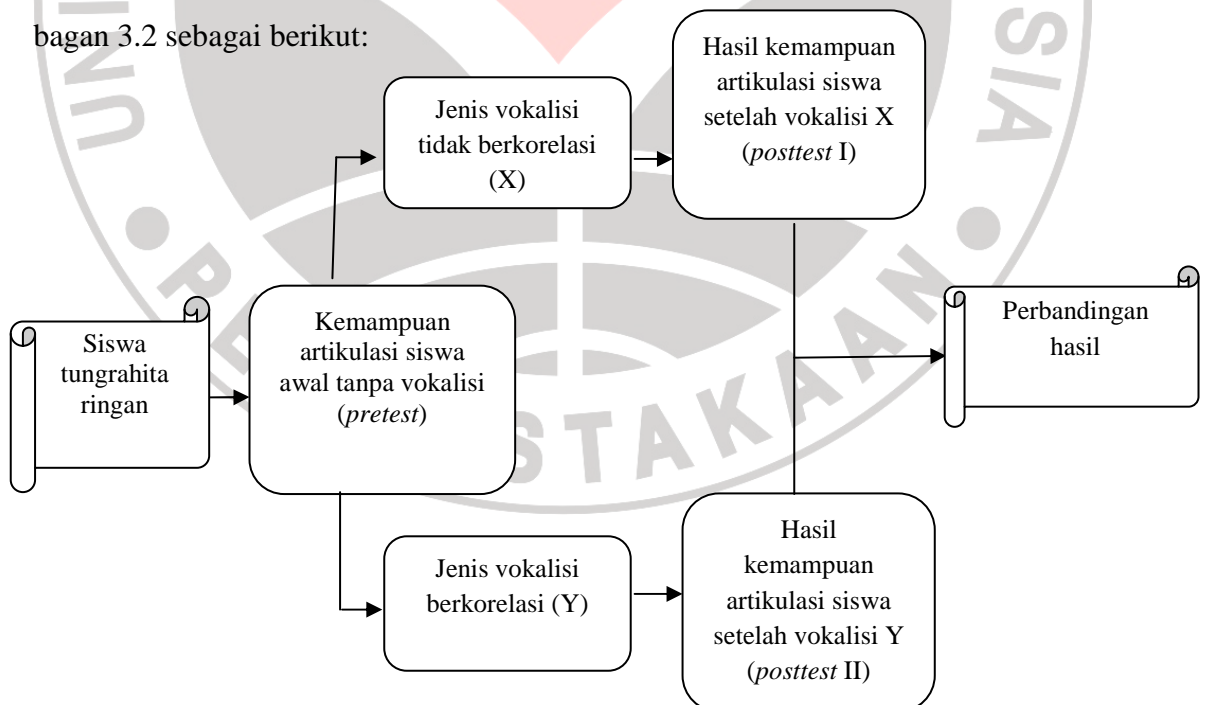 bagan 3.2 sebagai berikut:
Hasil kemampuan
artikulasi siswa
setelah vokalisi X
(posttest I)
Jenis vokalisi
tidak berkorelasi
(X)
Siswa
tungrahita
ringan
Kemampuan
artikulasi siswa
awal tanpa vokalisi
(pretest)
Perbandingan
hasil
Jenis vokalisi
berkorelasi (Y)
Hasil
kemampuan
artikulasi siswa
setelah vokalisi Y
(posttest II)